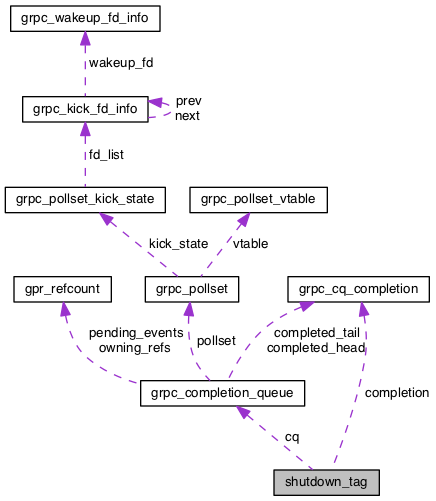 grpc_wakeup_fd_info
wakeup_fd
grpc_kick_fd_info
prev
next
fd_list
grpc_pollset_kick_state
grpc_pollset_vtable
kick_state
vtable
gpr_refcount
grpc_pollset
grpc_cq_completion
pending_events
owning_refs
pollset
completed_tail
completed_head
grpc_completion_queue
completion
cq
shutdown_tag